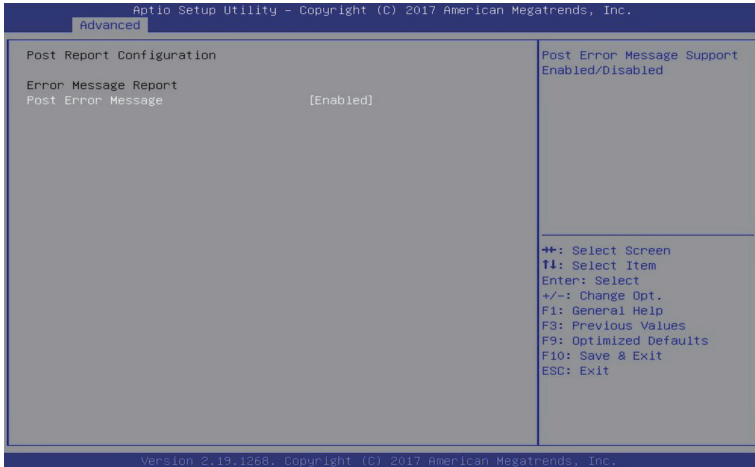 Aptio Setup Utility – Copyright (C) 2017 American Megatrends, Inc.
Advanced
Post Report Configuration
Error Message Report
Post Error Message [Enabled]
Post Error Message Support
Enabled/Disabled
→←: Select Screen
↑↓: Select Item
Enter: Select
+/-: Change Opt.
F1: General Help
F3: Previous Values
F9: Optimized Defaults
F10: Save & Exit
ESC: Exit
Version 2.19.1268. Copyright (C) 2017 American Megatrends, Inc.